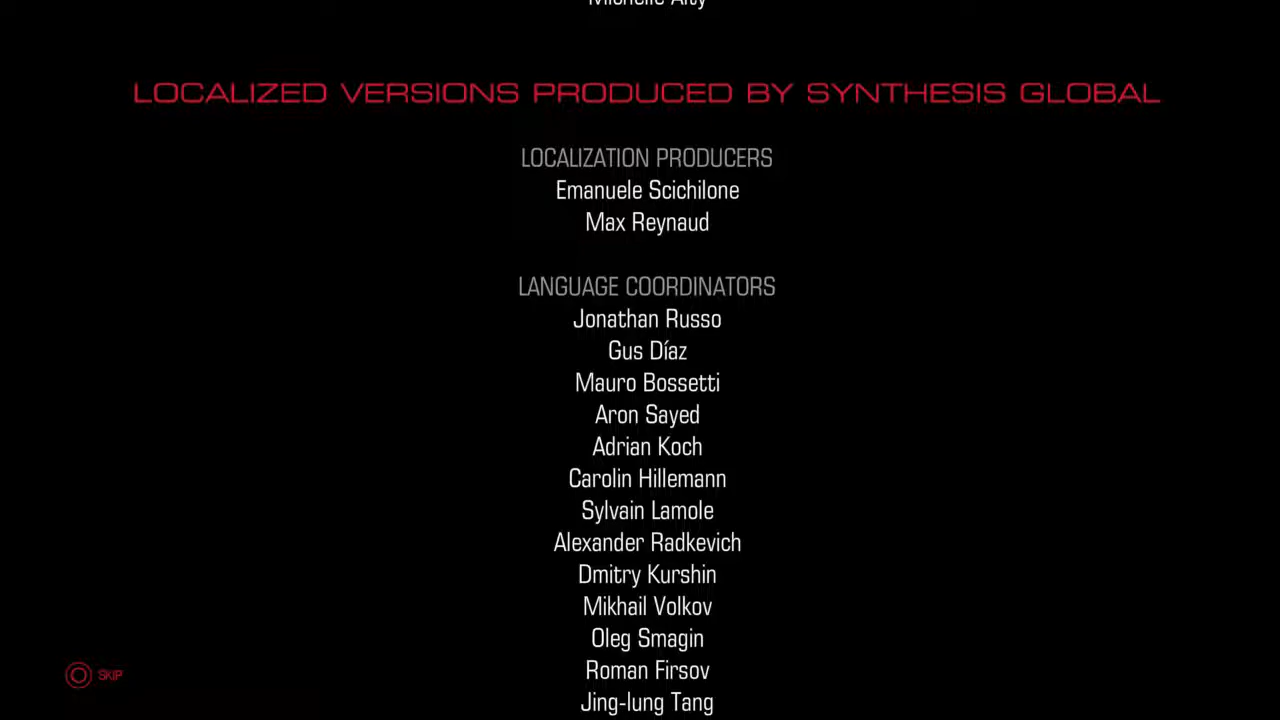 LOCALIZED VERSIONS PRODUCED BY SYNTHESIS GLOBAL
LOCALIZATION PRODUCERS
Emanuele Scichilone
Max Reynaud
LANGUAGE COORDINATORS
Jonathan Russo
Gus Díaz
Mauro Bossetti
Aron Sayed
Adrian Koch
Carolin Hillemann
Sylvain Lamole
Alexander Radkevich
Dmitry Kurshin
Mikhail Volkov
Oleg Smagin
Roman Firsov
SKIP
Jing-lung Tang